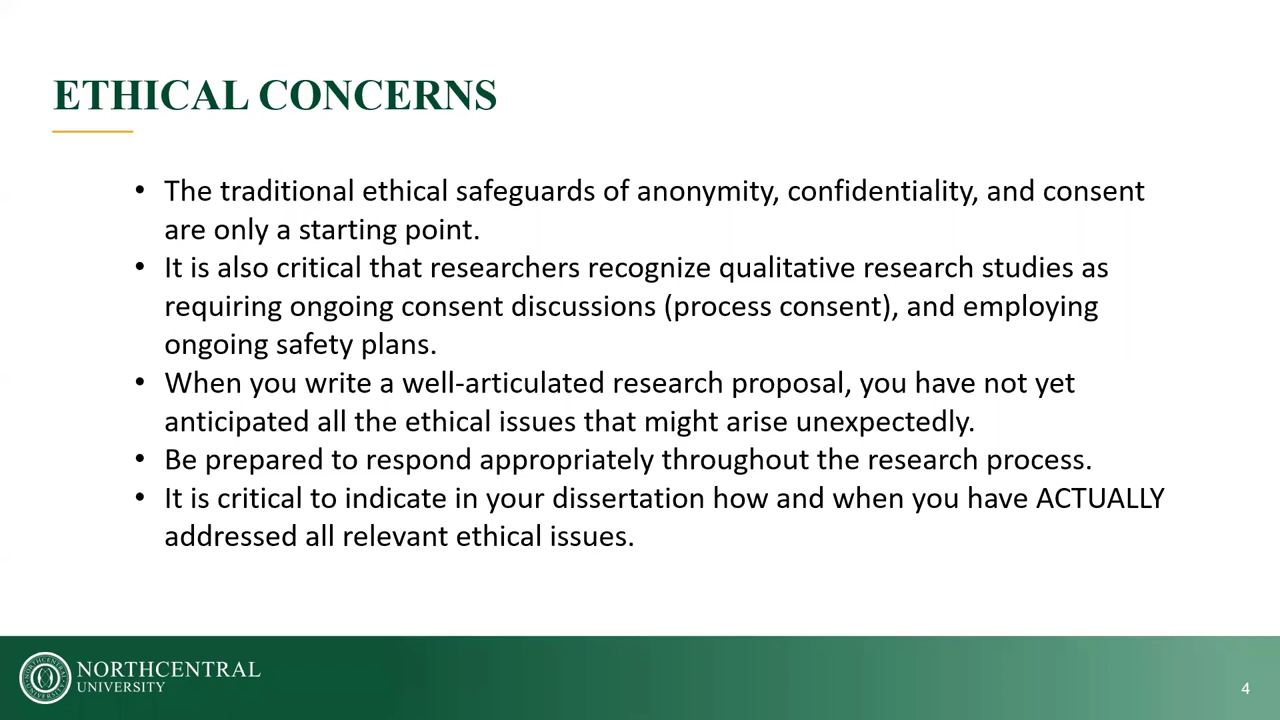 ETHICAL CONCERNS
• The traditional ethical safeguards of anonymity, confidentiality, and consent
are only a starting point.
• It is also critical that researchers recognize qualitative research studies as
requiring ongoing consent discussions (process consent), and employing
ongoing safety plans.
• When you write a well-articulated research proposal, you have not yet
anticipated all the ethical issues that might arise unexpectedly.
• Be prepared to respond appropriately throughout the research process.
• It is critical to indicate in your dissertation how and when you have ACTUALLY
addressed all relevant ethical issues.
NORTHCENTRAL
UNIVERSITY
4